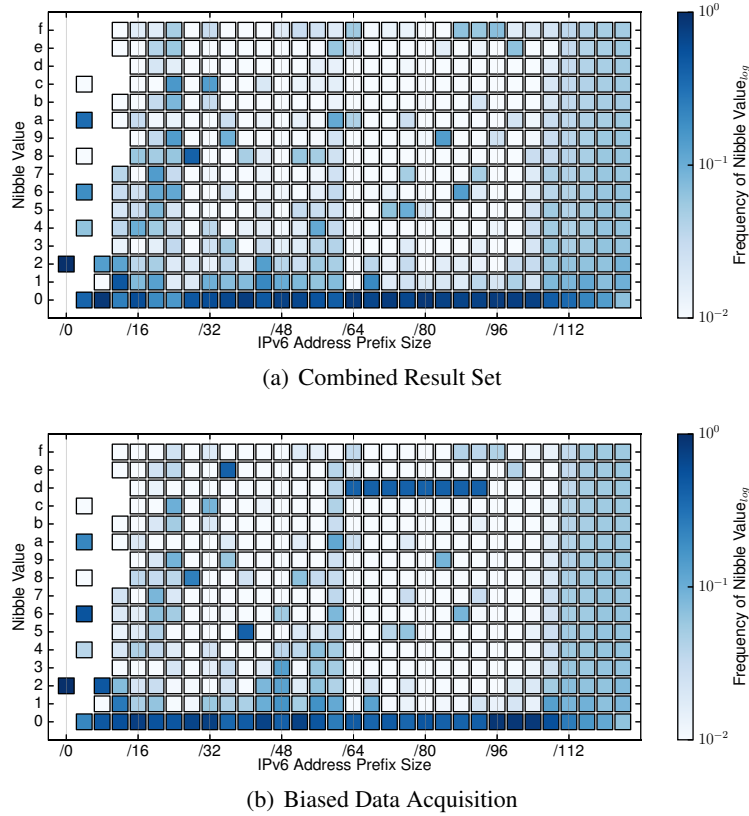 f
e
d
c
b
a
9
8
7
6
5
4
3
2
1
0
Nibble Value
/0 /16 /32 /48 /64 /80 /96 /112
IPv6 Address Prefix Size
10^0
10^-1
10^-2
Frequency of Nibble Value_log
(a) Combined Result Set
f
e
d
c
b
a
9
8
7
6
5
4
3
2
1
0
Nibble Value
/0 /16 /32 /48 /64 /80 /96 /112
IPv6 Address Prefix Size
10^0
10^-1
10^-2
Frequency of Nibble Value_log
(b) Biased Data Acquisition